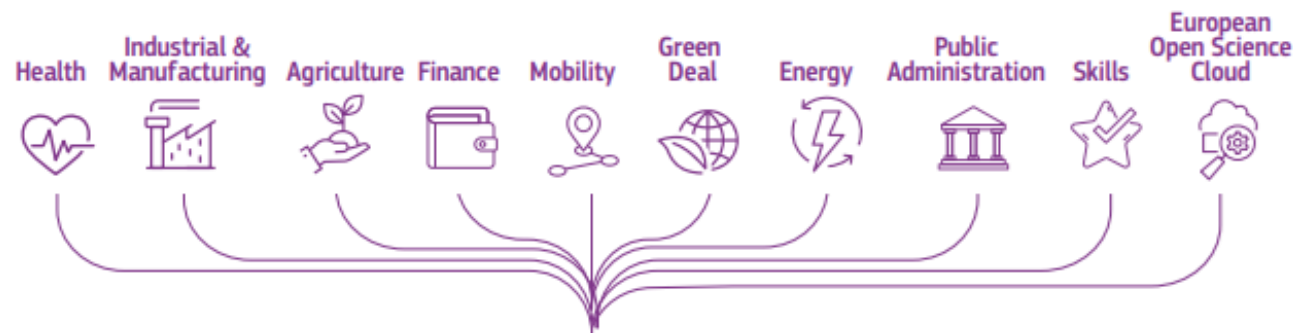 Health
Industrial &
Manufacturing
Agriculture
Finance
Mobility
Green
Deal
Energy
Public
Administration
Skills
European
Open Science
Cloud